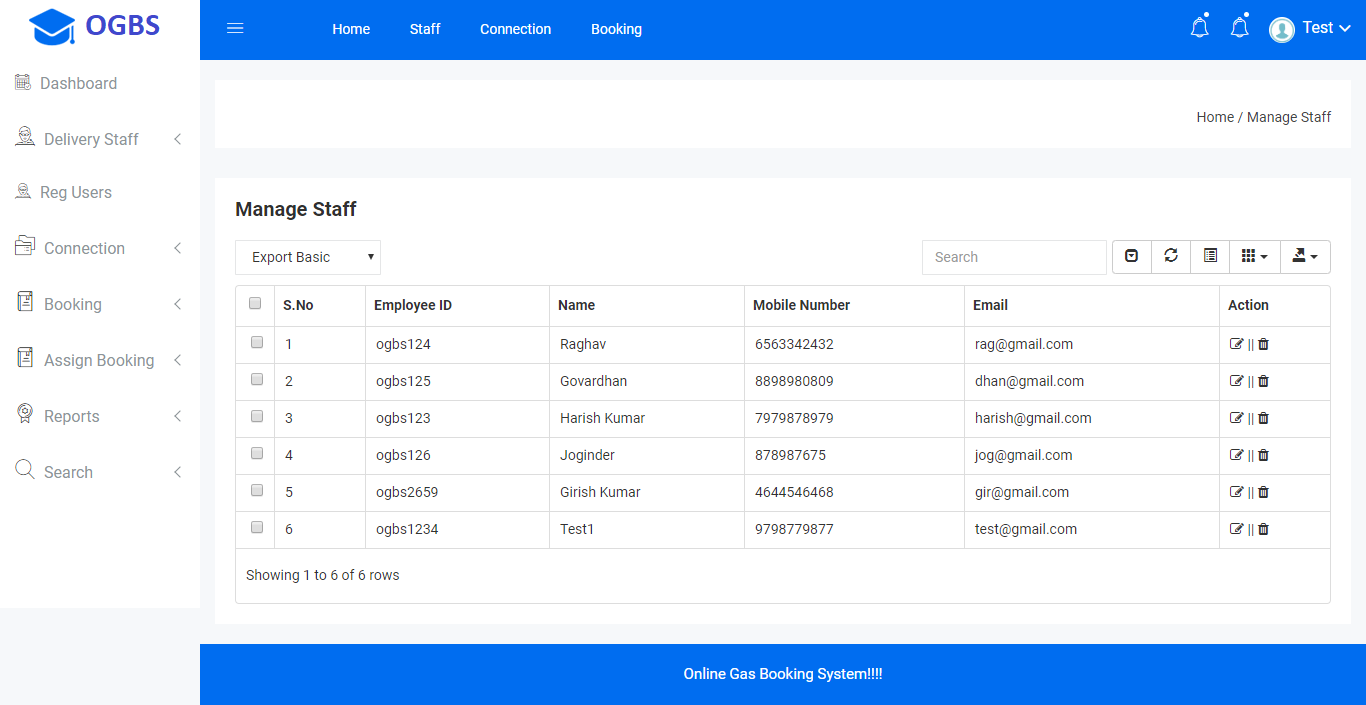 OGBS
Home Staff Connection Booking Test
Dashboard
Delivery Staff
Reg Users
Connection
Booking
Assign Booking
Reports
Search
Home / Manage Staff
Manage Staff
Export Basic Search
S.No Employee ID Name Mobile Number Email Action
1 ogbs124 Raghav 6563342432 rag@gmail.com ||
2 ogbs125 Govardhan 8898980809 dhan@gmail.com ||
3 ogbs123 Harish Kumar 7979878979 harish@gmail.com ||
4 ogbs126 Joginder 878987675 jog@gmail.com ||
5 ogbs2659 Girish Kumar 4644546468 gir@gmail.com ||
6 ogbs1234 Test1 9798779877 test@gmail.com ||
Showing 1 to 6 of 6 rows
Online Gas Booking System!!!!